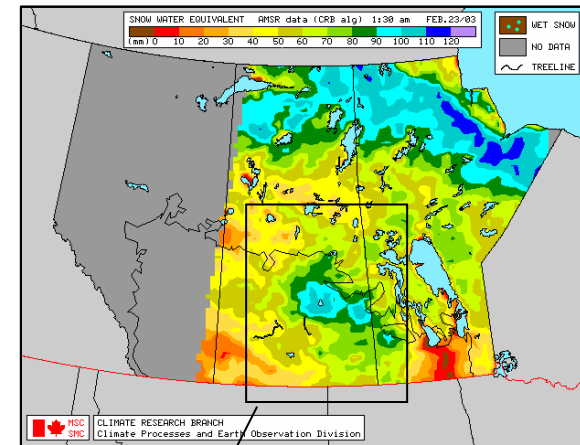 SNOW WATER EQUIVALENT AMSR data (CRB alg) 1:30 am FEB.23/03
(mm) 0 10 20 30 40 50 60 70 80 90 100 110 120
WET SNOW
NO DATA
TREELINE
MSC
SMC
CLIMATE RESEARCH BRANCH
Climate Processes and Earth Observation Division